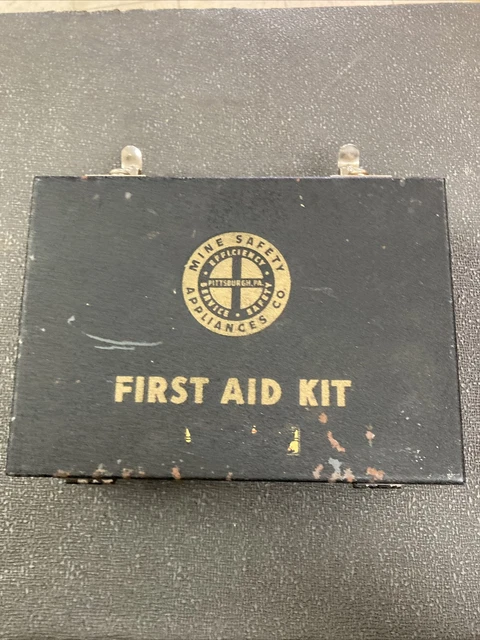 MINE SAFETY
APPLIANCES CO.
EFFICIENCY
PITTSBURGH, PA.
SERVICE • SAFETY
FIRST AID KIT